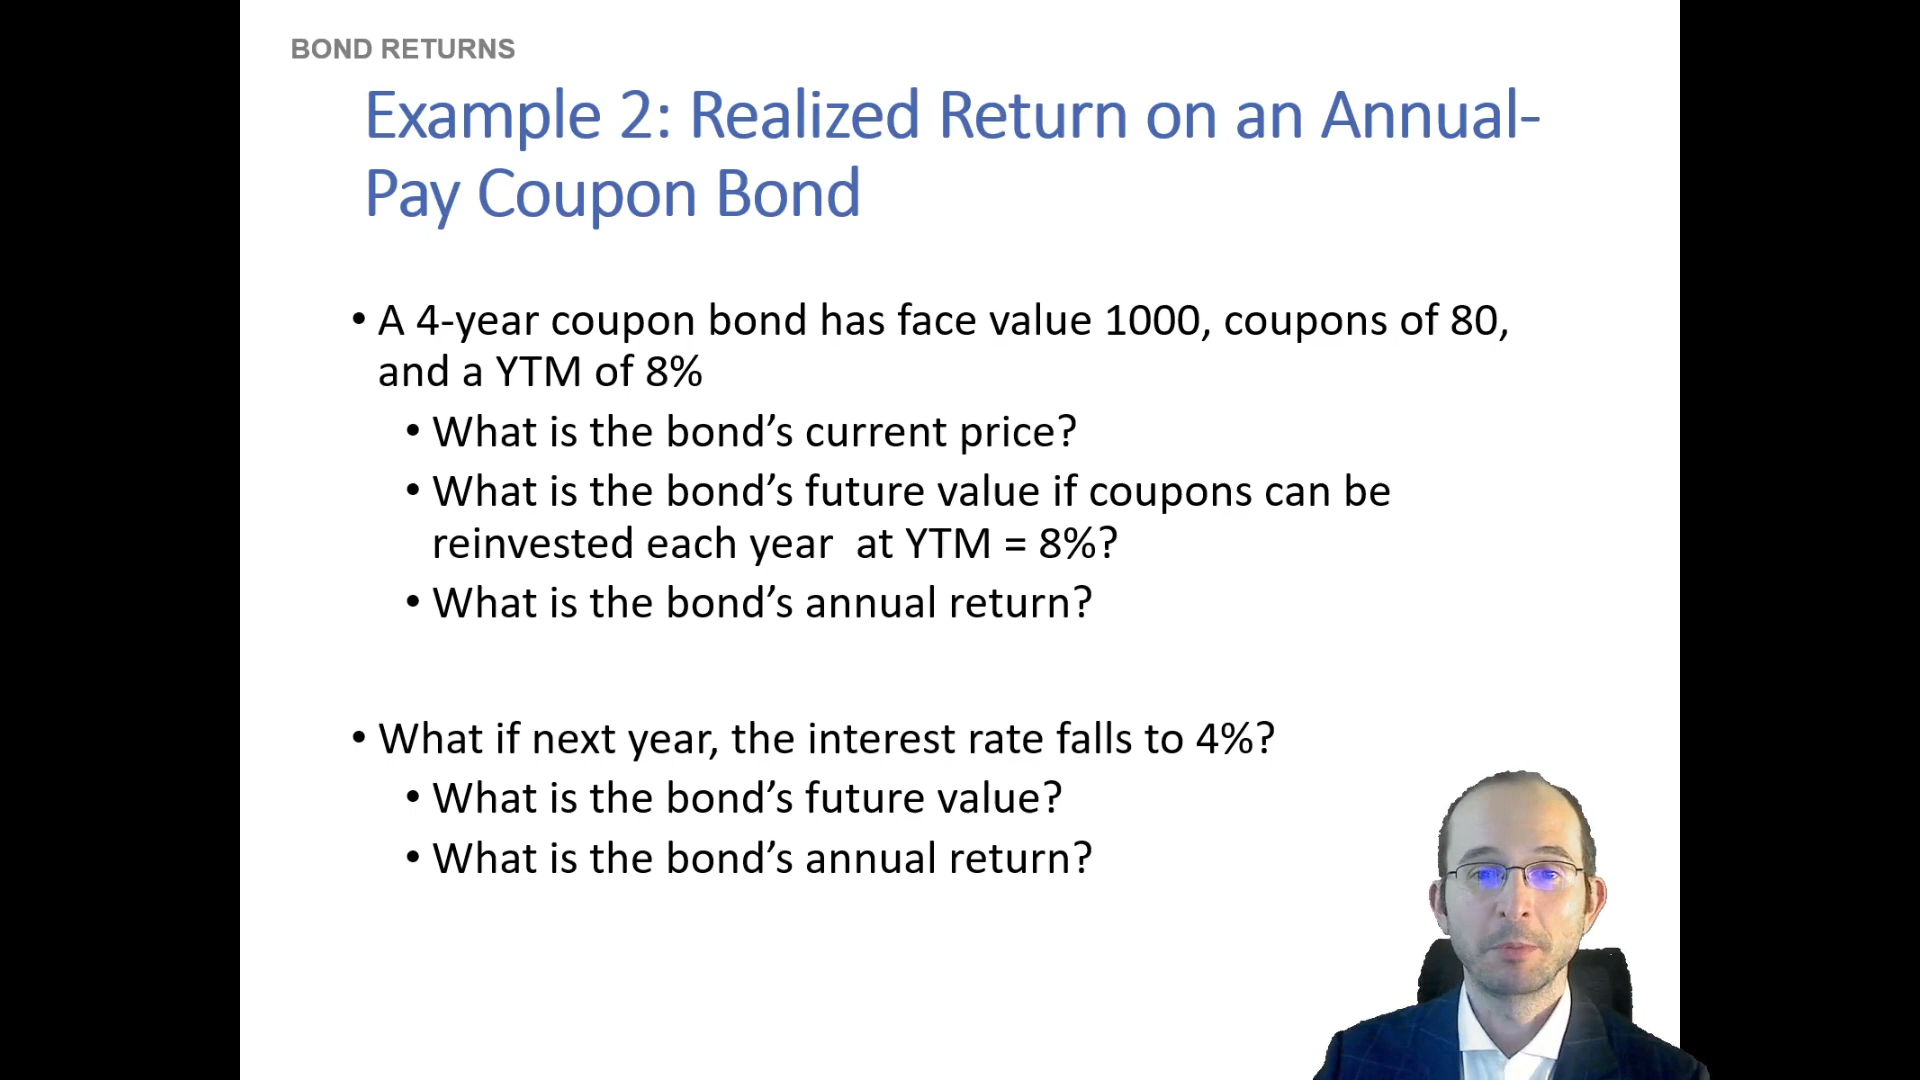 BOND RETURNS
Example 2: Realized Return on an Annual-
Pay Coupon Bond
• A 4-year coupon bond has face value 1000, coupons of 80,
and a YTM of 8%
• What is the bond’s current price?
• What is the bond’s future value if coupons can be
reinvested each year  at YTM = 8%?
• What is the bond’s annual return?
• What if next year, the interest rate falls to 4%?
• What is the bond’s future value?
• What is the bond’s annual return?